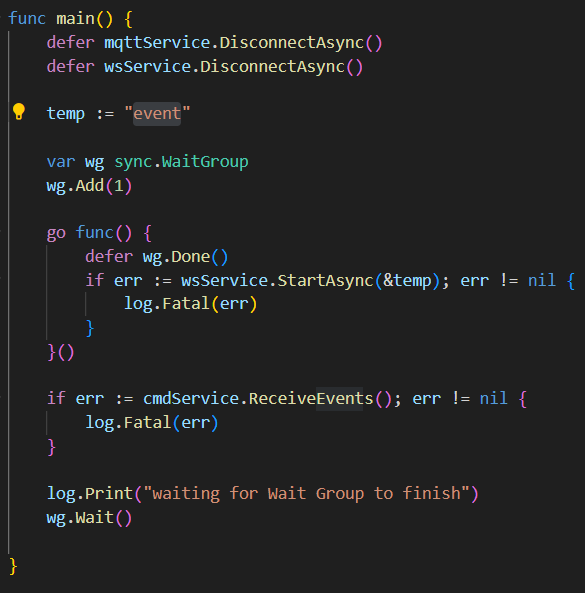 func main() {
    defer mqttService.DisconnectAsync()
    defer wsService.DisconnectAsync()
    temp := "event"
    var wg sync.WaitGroup
    wg.Add(1)
    go func() {
        defer wg.Done()
        if err := wsService.StartAsync(&temp); err != nil {
            log.Fatal(err)
        }
    }()
    if err := cmdService.ReceiveEvents(); err != nil {
        log.Fatal(err)
    }
    log.Print("waiting for Wait Group to finish")
    wg.Wait()
}